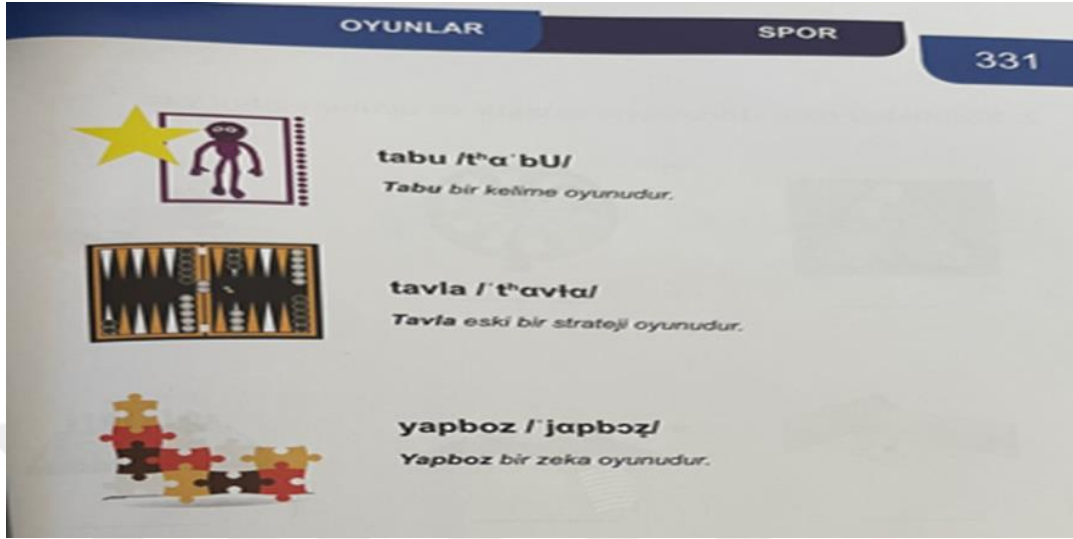 OYUNLAR
SPOR
331
tabu /tʰɑˈbU/
Tabu bir kelime oyunudur.
tavla /ˈtʰɑvɫɑ/
Tavla eski bir strateji oyunudur.
yapboz /ˈjɑpbɔz̥/
Yapboz bir zeka oyunudur.